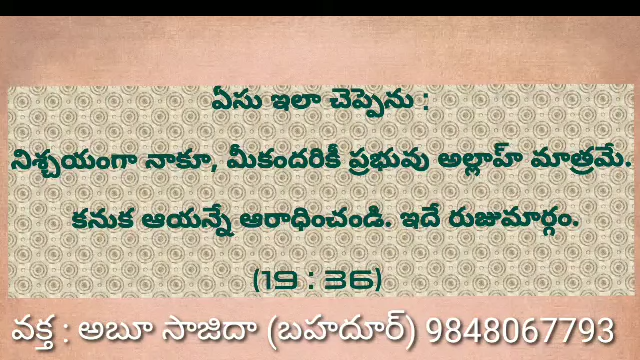 ఏసు ఇలా చెప్పెను :
నిశ్చయంగా నాకూ, మీకందరికీ ప్రభువు అల్లాహ్ మాత్రమే.
కనుక ఆయన్నే ఆరాధించండి. ఇదే రుజుమార్గం.
(19 : 36)
వక్త : అబూ సాజిదా (బహదూర్) 9848067793